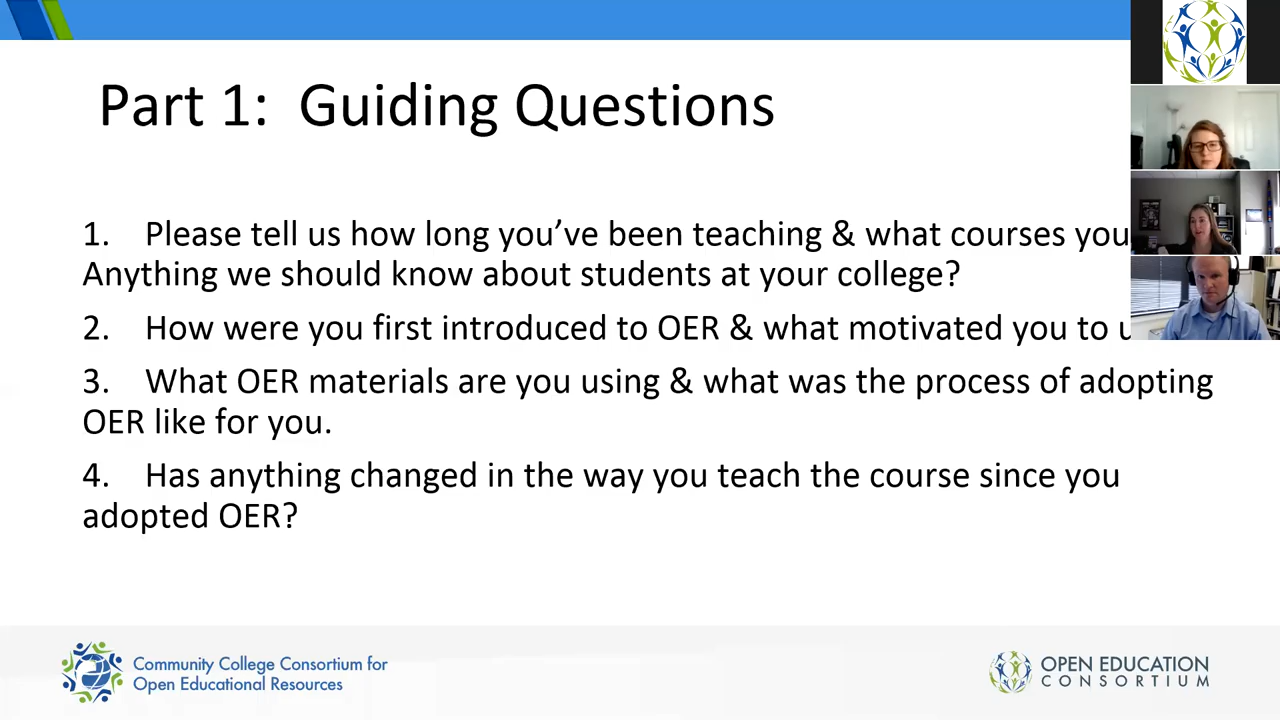 Part 1: Guiding Questions
1. Please tell us how long you’ve been teaching & what courses you
Anything we should know about students at your college?
2. How were you first introduced to OER & what motivated you to
3. What OER materials are you using & what was the process of adopting
OER like for you.
4. Has anything changed in the way you teach the course since you
adopted OER?
Community College Consortium for
Open Educational Resources
OPEN EDUCATION
CONSORTIUM